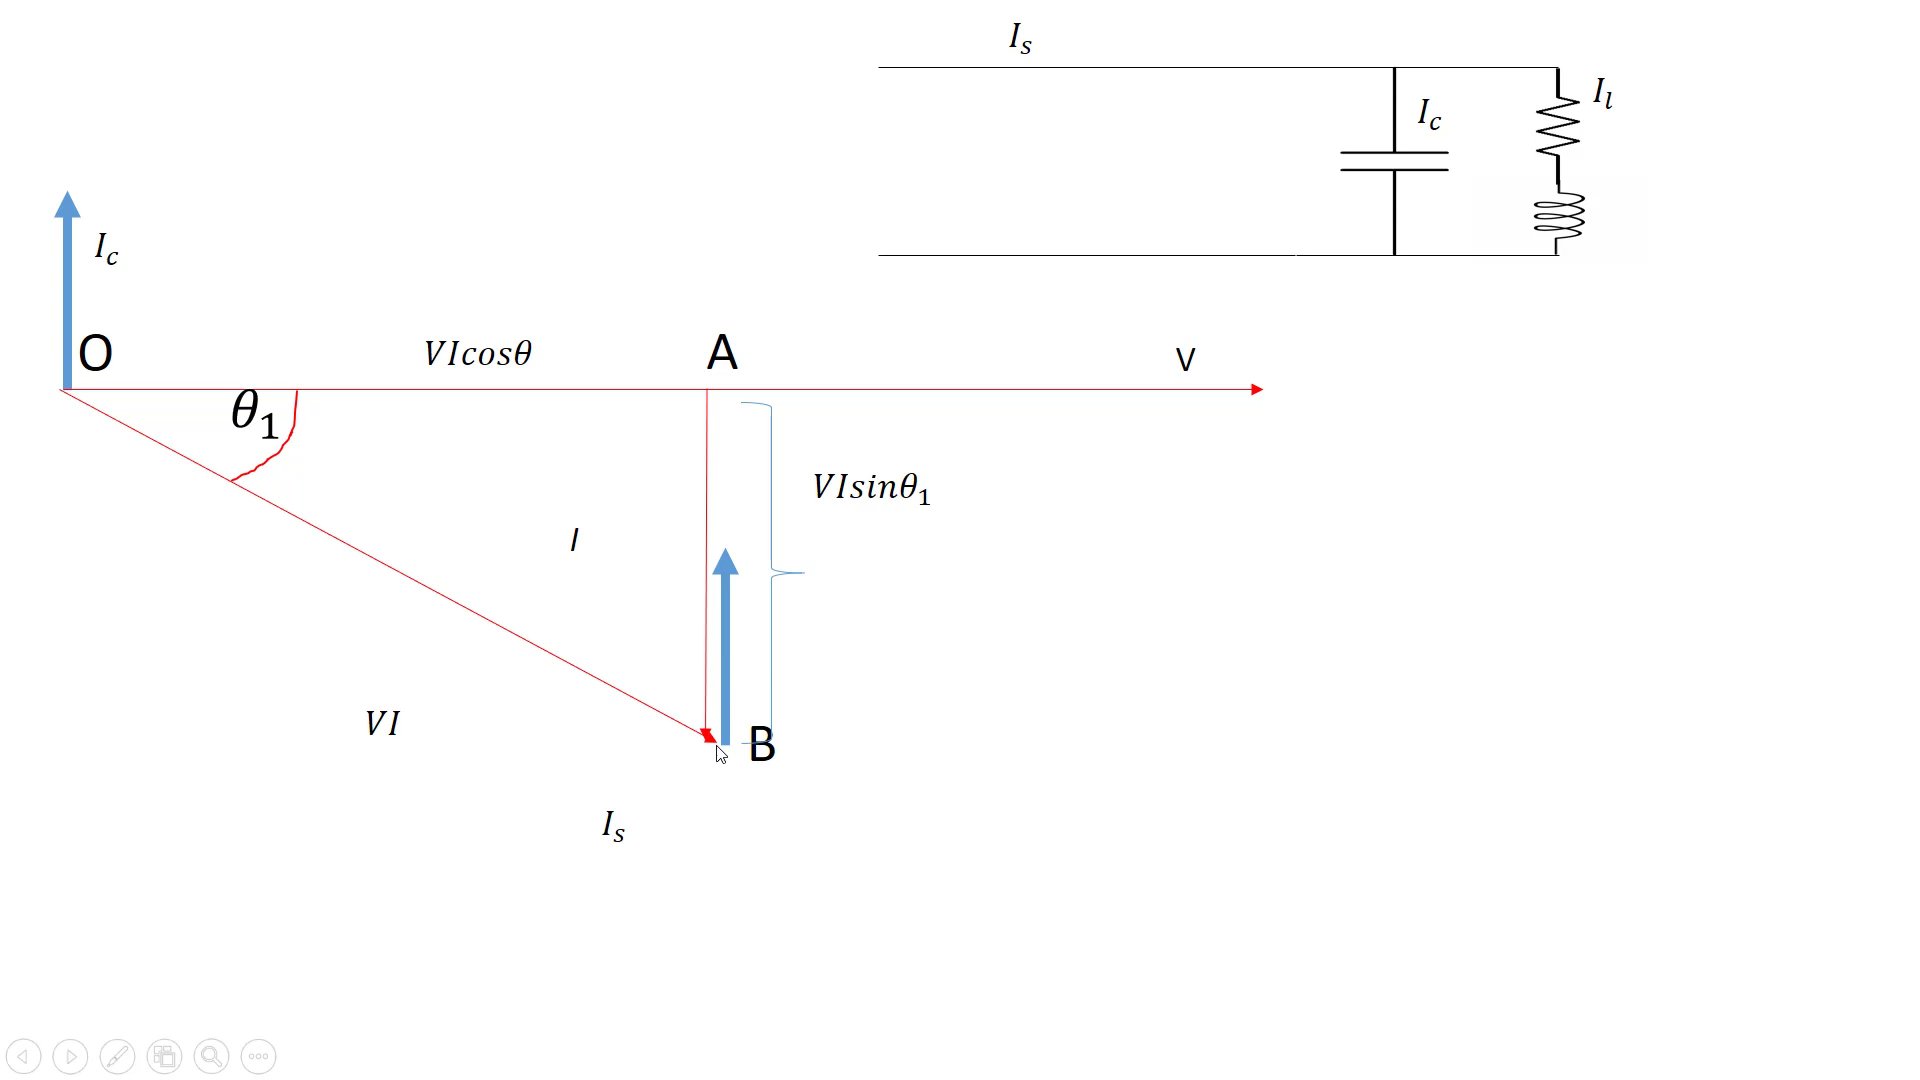 I_s
I_l
I_c
I_c
O
VIcosθ
A
V
θ_1
VIsinθ_1
I
VI
B
I_s